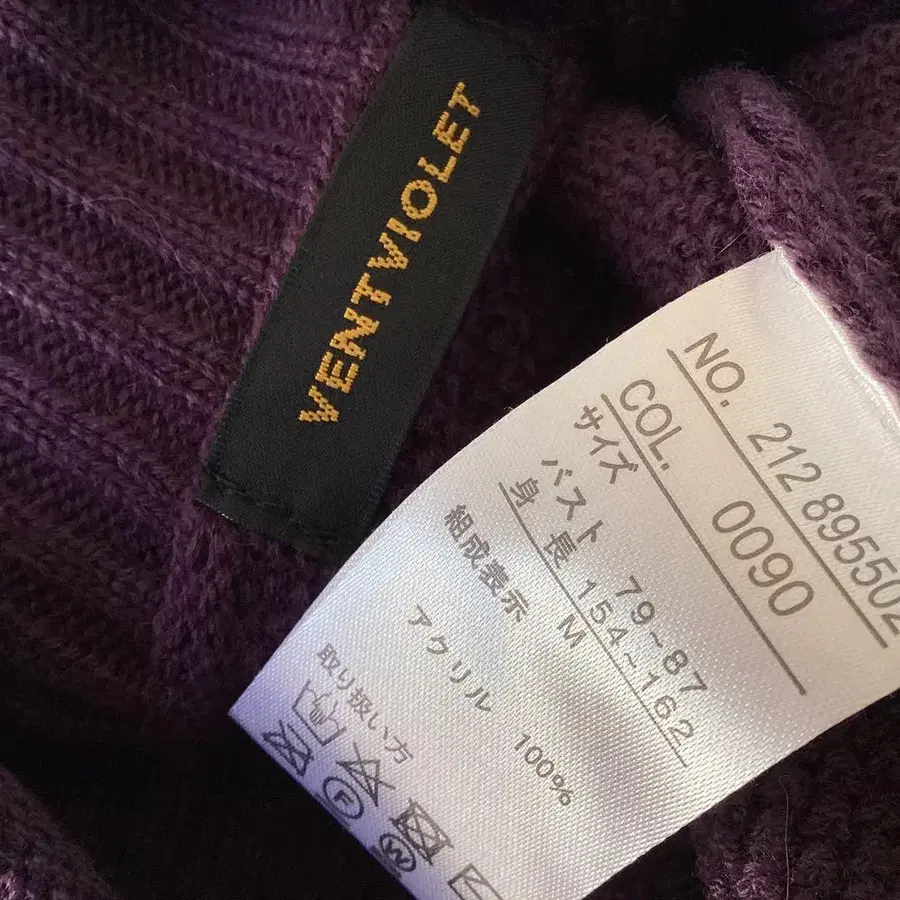 VENTVIOLET
NO. 212 895502
COL. 0090
サイズ
バスト 79~87
身長 154~162
M
組成表示
アクリル 100%
取り扱い方
F
W